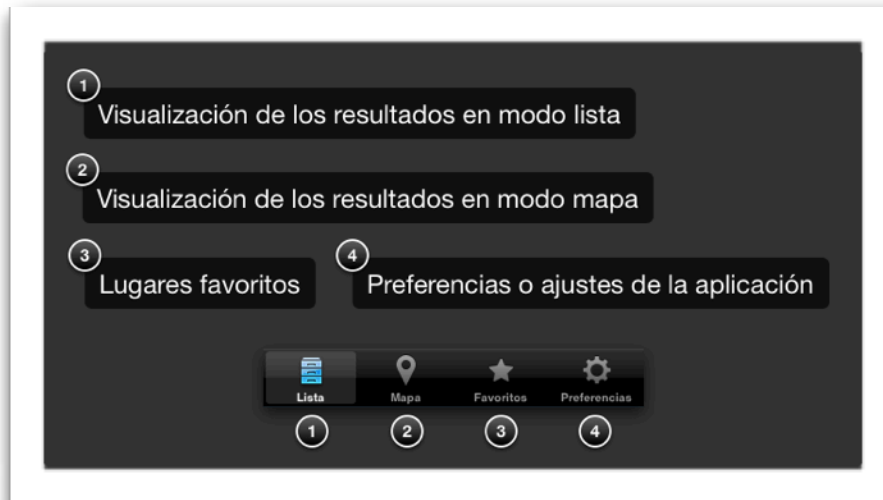 1
Visualización de los resultados en modo lista
2
Visualización de los resultados en modo mapa
3 4
Lugares favoritos Preferencias o ajustes de la aplicación
Lista Mapa Favoritos Preferencias
1 2 3 4